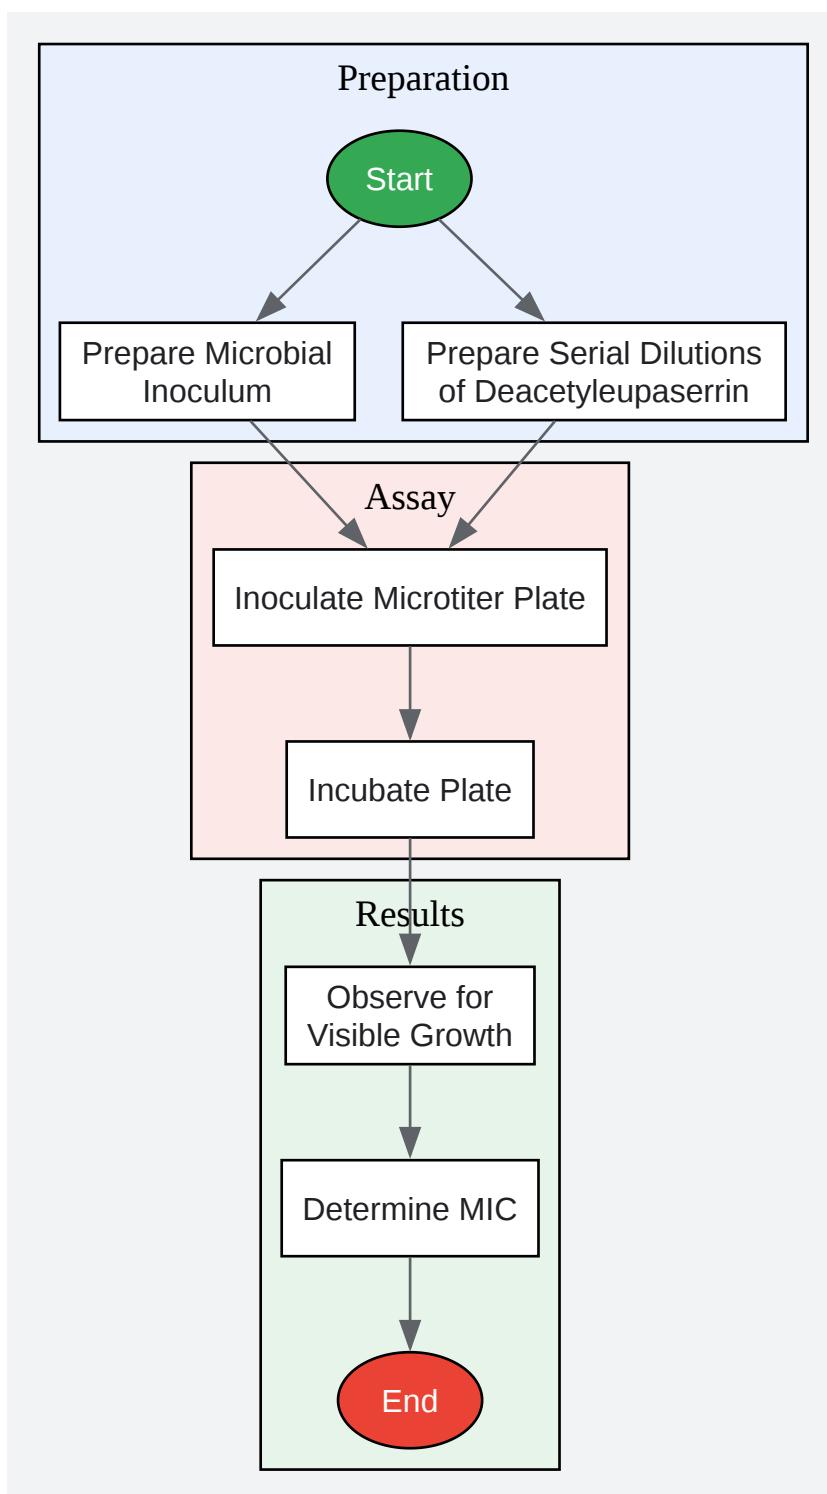 Preparation
Start
Prepare Microbial
Inoculum
Prepare Serial Dilutions
of Deacetyleupaserrin
Assay
Inoculate Microtiter Plate
Incubate Plate
Results
Observe for
Visible Growth
Determine MIC
End